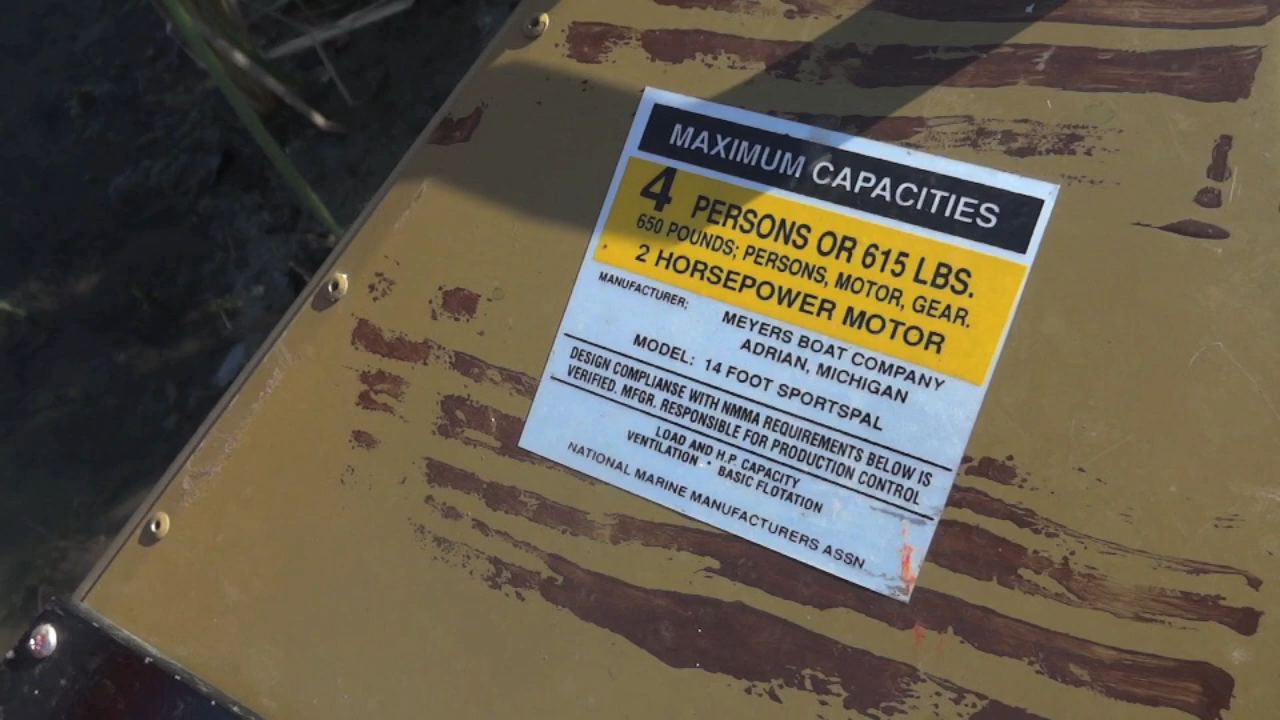 MAXIMUM CAPACITIES
4 PERSONS OR 615 LBS.
650 POUNDS; PERSONS, MOTOR, GEAR.
2 HORSEPOWER MOTOR
MANUFACTURER;
MEYERS BOAT COMPANY
ADRIAN, MICHIGAN
MODEL: 14 FOOT SPORTSPAL
DESIGN COMPLIANSE WITH NMMA REQUIREMENTS BELOW IS
VERIFIED. MFGR. RESPONSIBLE FOR PRODUCTION CONTROL
LOAD AND H.P. CAPACITY
VENTILATION • BASIC FLOTATION
NATIONAL MARINE MANUFACTURERS ASSN